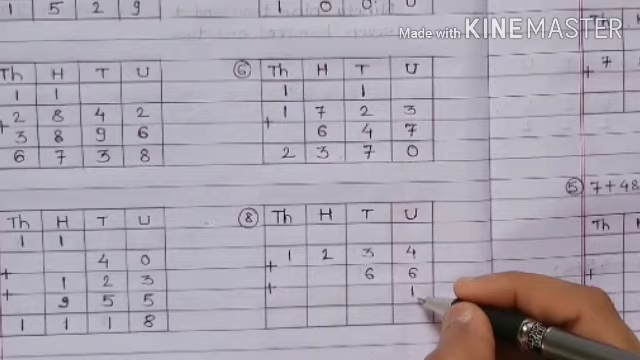 1 5 2 9
1 0 0 0
Made with KINEMASTER
Th H T U
1 1
+ 2 8 4 2
3 8 9 6
6 7 3 8
⑥ Th H T U
1 1
+ 1 7 2 3
6 4 7
2 3 7 0
Th
+ 7
Th H T U
1 1
+ 4 0
+ 1 2 3
9 5 5
1 1 1 8
⑧ Th H T U
+ 1 2 3 4
+ 6 6
1
⑤ 7+48
Th H
+